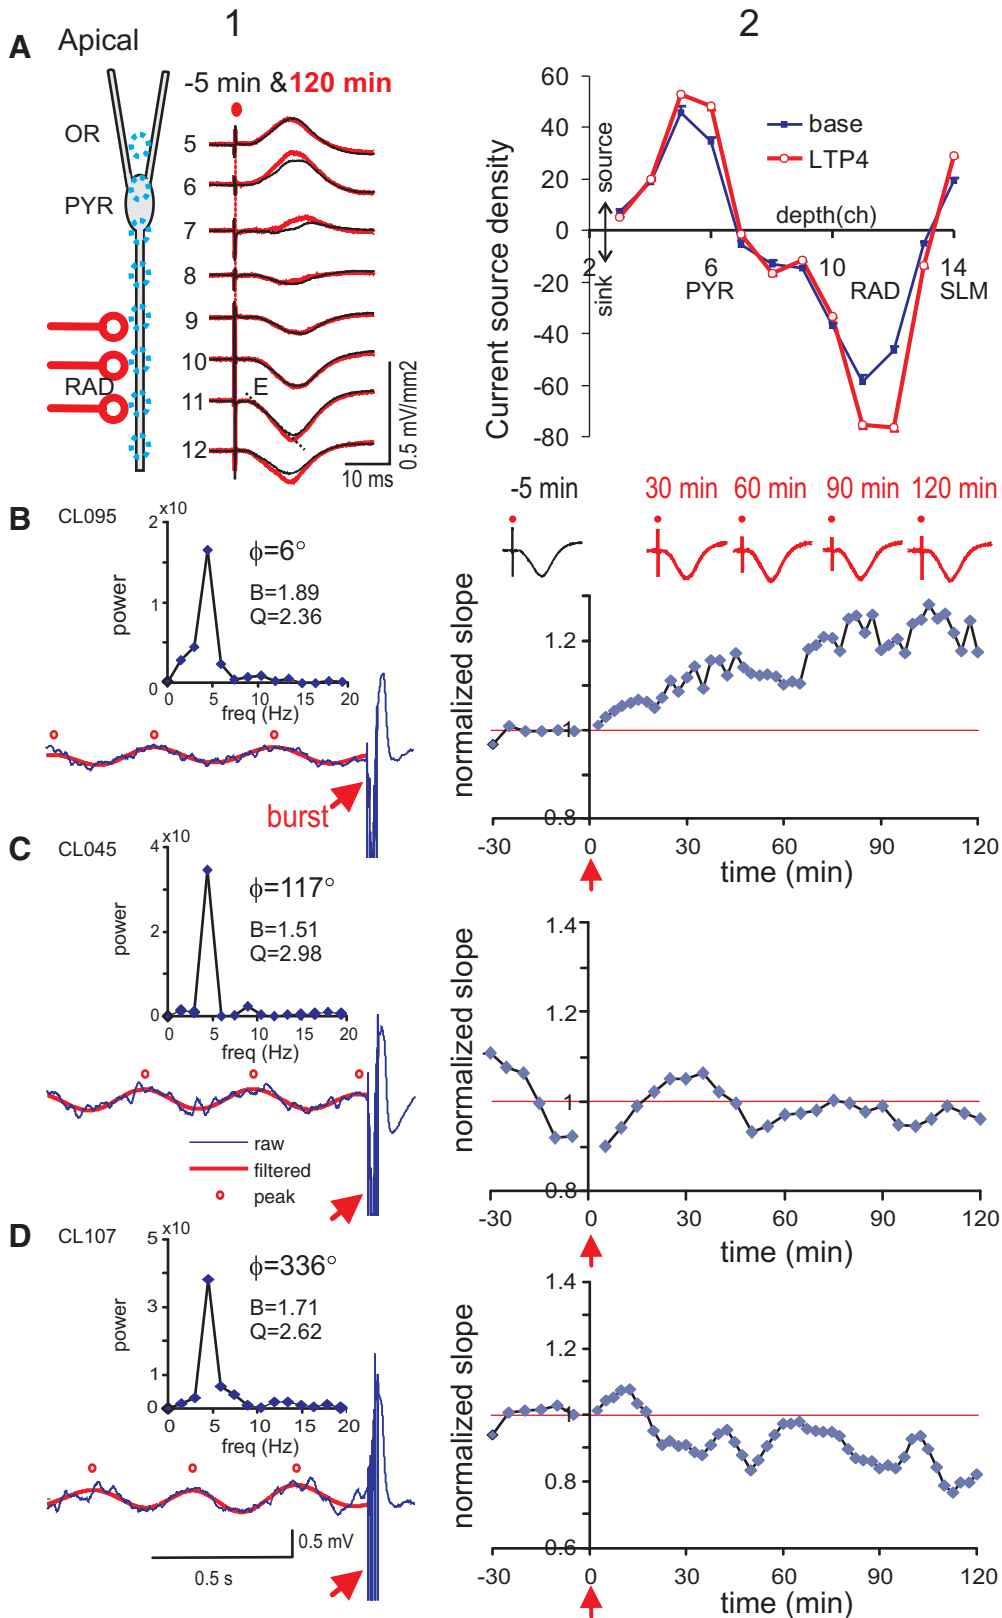 1
2
A
Apical
-5 min &120 min
OR
PYR
RAD
5
6
7
8
9
10
11
12
E
0.5 mV/mm2
10 ms
Current source density
60
40
20
0
-20
-40
-60
-80
source
sink
base
LTP4
depth(ch)
2
6
10
14
PYR
RAD
SLM
B
CL095
x10
2
1
0
power
0 5 10 15 20
freq (Hz)
ϕ=6°
B=1.89
Q=2.36
burst
-5 min
30 min
60 min
90 min
120 min
normalized slope
1.2
1
0.8
-30
0
30
60
90
120
time (min)
C
CL045
x10
4
2
0
power
0 5 10 15 20
freq (Hz)
ϕ=117°
B=1.51
Q=2.98
raw
filtered
peak
normalized slope
1.4
1.2
1
0.8
-30
0
30
60
90
120
time (min)
D
CL107
x10
5
3
1
0
power
0 5 10 15 20
freq (Hz)
ϕ=336°
B=1.71
Q=2.62
0.5 mV
0.5 s
normalized slope
1.4
1.2
1
0.8
0.6
-30
0
30
60
90
120
time (min)